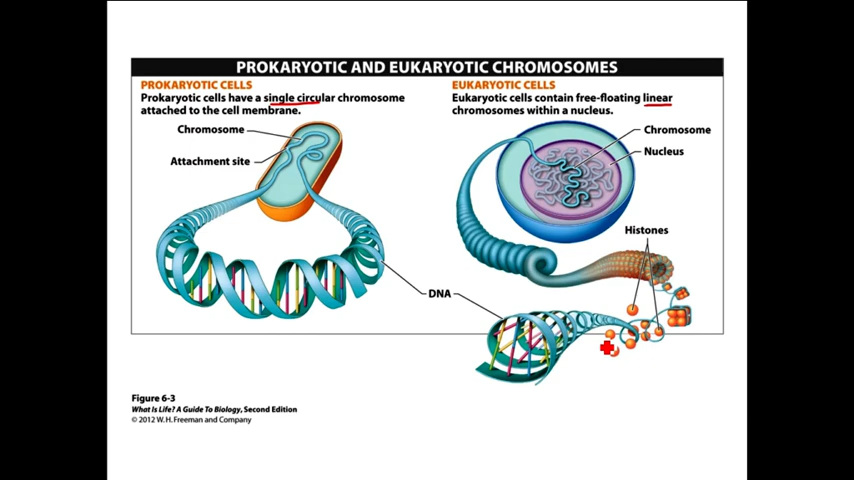 PROKARYOTIC AND EUKARYOTIC CHROMOSOMES
PROKARYOTIC CELLS
Prokaryotic cells have a single circular chromosome
attached to the cell membrane.
Chromosome
Attachment site
EUKARYOTIC CELLS
Eukaryotic cells contain free-floating linear
chromosomes within a nucleus.
Chromosome
Nucleus
Histones
DNA
Figure 6-3
What Is Life? A Guide To Biology, Second Edition
© 2012 W. H. Freeman and Company